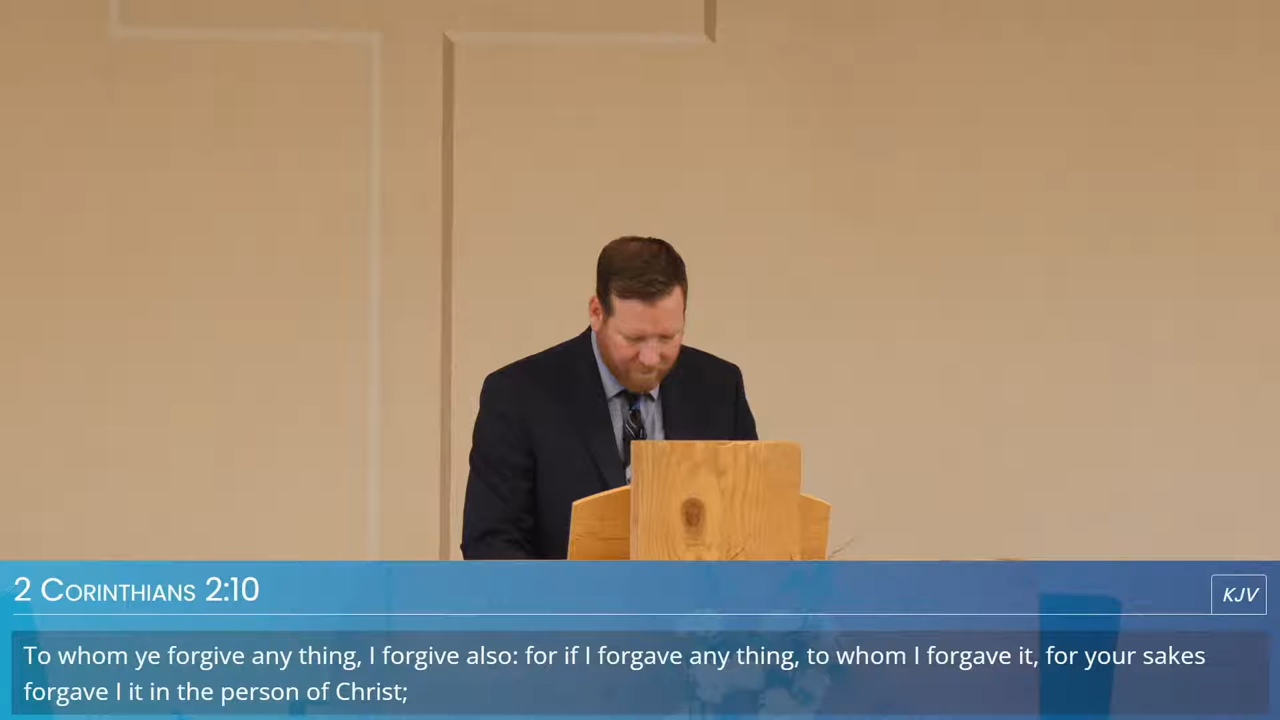 2 Corinthians 2:10
KJV
To whom ye forgive any thing, I forgive also: for if I forgave any thing, to whom I forgave it, for your sakes
forgave I it in the person of Christ;